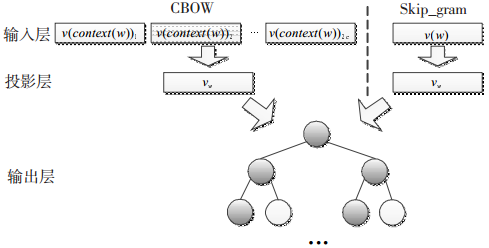 CBOW
Skip_gram
输入层
v(context(w))₁
v(context(w))₂
...
v(context(w))₂c
v(w)
投影层
vw
vw
输出层
...